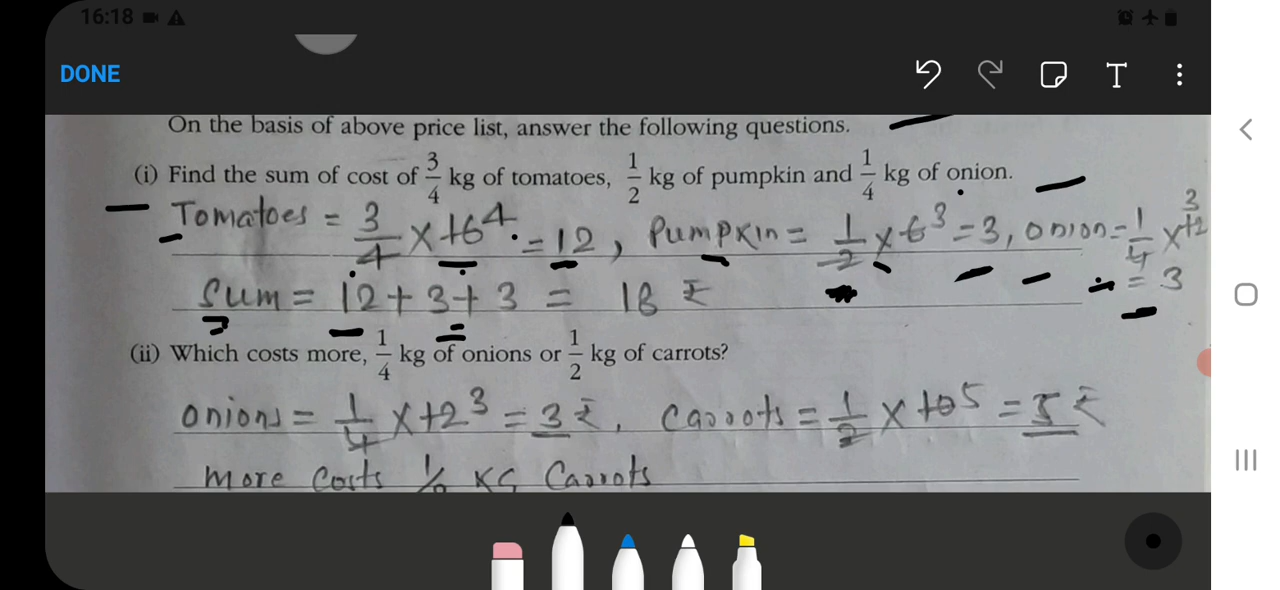 16:18
DONE
T
On the basis of above price list, answer the following questions.
(i) Find the sum of cost of 3/4 kg of tomatoes, 1/2 kg of pumpkin and 1/4 kg of onion.
Tomatoes = 3/4 × 16 4 = 12, Pumpkin = 1/2 × 6 3 = 3, onion = 1/4 × 12 3
= 3
Sum = 12 + 3 + 3 = 18 ₹
(ii) Which costs more, 1/4 kg of onions or 1/2 kg of carrots?
onions = 1/4 × 12 3 = 3 ₹, Carrots = 1/2 × 10 5 = 5 ₹
more Costs 1/2 KG Carrots